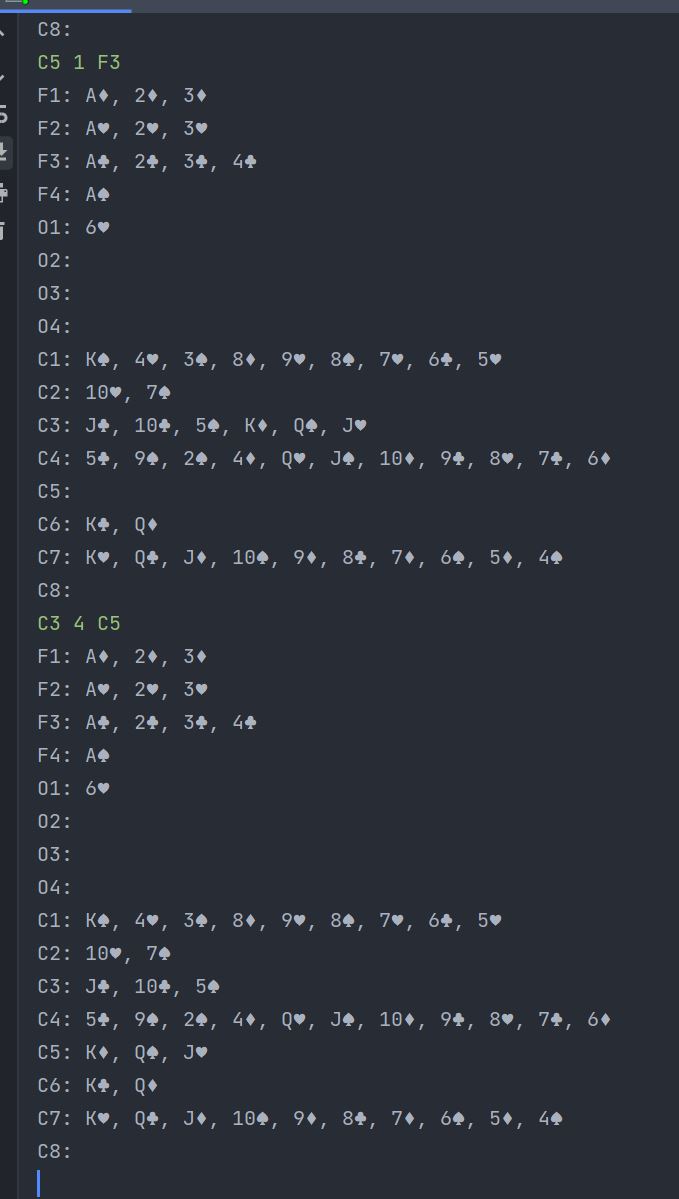 C8:
C5 1 F3
F1: A♦, 2♦, 3♦
F2: A♥, 2♥, 3♥
F3: A♣, 2♣, 3♣, 4♣
F4: A♠
O1: 6♥
O2:
O3:
O4:
C1: K♠, 4♥, 3♠, 8♦, 9♥, 8♠, 7♥, 6♣, 5♥
C2: 10♥, 7♠
C3: J♣, 10♣, 5♠, K♦, Q♠, J♥
C4: 5♣, 9♠, 2♠, 4♦, Q♥, J♠, 10♦, 9♣, 8♥, 7♣, 6♦
C5:
C6: K♣, Q♦
C7: K♥, Q♣, J♦, 10♠, 9♦, 8♣, 7♦, 6♠, 5♦, 4♠
C8:
C3 4 C5
F1: A♦, 2♦, 3♦
F2: A♥, 2♥, 3♥
F3: A♣, 2♣, 3♣, 4♣
F4: A♠
O1: 6♥
O2:
O3:
O4:
C1: K♠, 4♥, 3♠, 8♦, 9♥, 8♠, 7♥, 6♣, 5♥
C2: 10♥, 7♠
C3: J♣, 10♣, 5♠
C4: 5♣, 9♠, 2♠, 4♦, Q♥, J♠, 10♦, 9♣, 8♥, 7♣, 6♦
C5: K♦, Q♠, J♥
C6: K♣, Q♦
C7: K♥, Q♣, J♦, 10♠, 9♦, 8♣, 7♦, 6♠, 5♦, 4♠
C8: